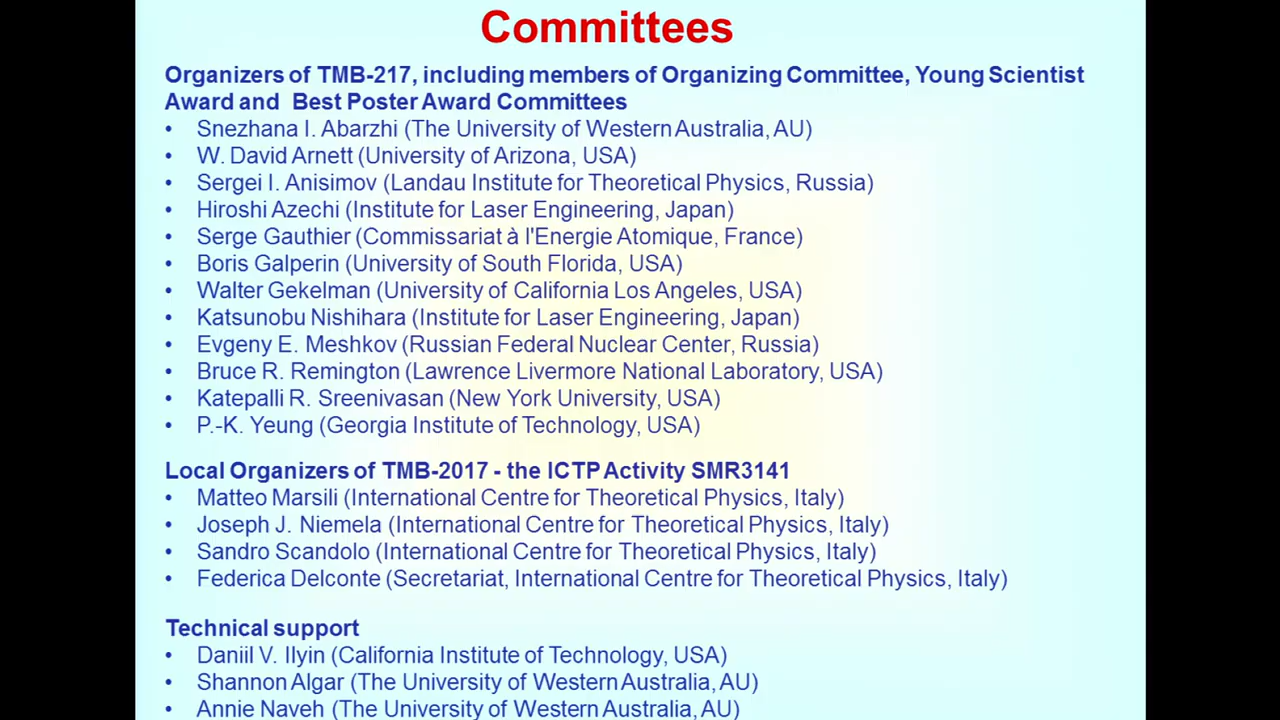 Committees
Organizers of TMB-217, including members of Organizing Committee, Young Scientist
Award and Best Poster Award Committees
• Snezhana I. Abarzhi (The University of Western Australia, AU)
• W. David Arnett (University of Arizona, USA)
• Sergei I. Anisimov (Landau Institute for Theoretical Physics, Russia)
• Hiroshi Azechi (Institute for Laser Engineering, Japan)
• Serge Gauthier (Commissariat à l'Energie Atomique, France)
• Boris Galperin (University of South Florida, USA)
• Walter Gekelman (University of California Los Angeles, USA)
• Katsunobu Nishihara (Institute for Laser Engineering, Japan)
• Evgeny E. Meshkov (Russian Federal Nuclear Center, Russia)
• Bruce R. Remington (Lawrence Livermore National Laboratory, USA)
• Katepalli R. Sreenivasan (New York University, USA)
• P.-K. Yeung (Georgia Institute of Technology, USA)
Local Organizers of TMB-2017 - the ICTP Activity SMR3141
• Matteo Marsili (International Centre for Theoretical Physics, Italy)
• Joseph J. Niemela (International Centre for Theoretical Physics, Italy)
• Sandro Scandolo (International Centre for Theoretical Physics, Italy)
• Federica Delconte (Secretariat, International Centre for Theoretical Physics, Italy)
Technical support
• Daniil V. Ilyin (California Institute of Technology, USA)
• Shannon Algar (The University of Western Australia, AU)
• Annie Naveh (The University of Western Australia, AU)